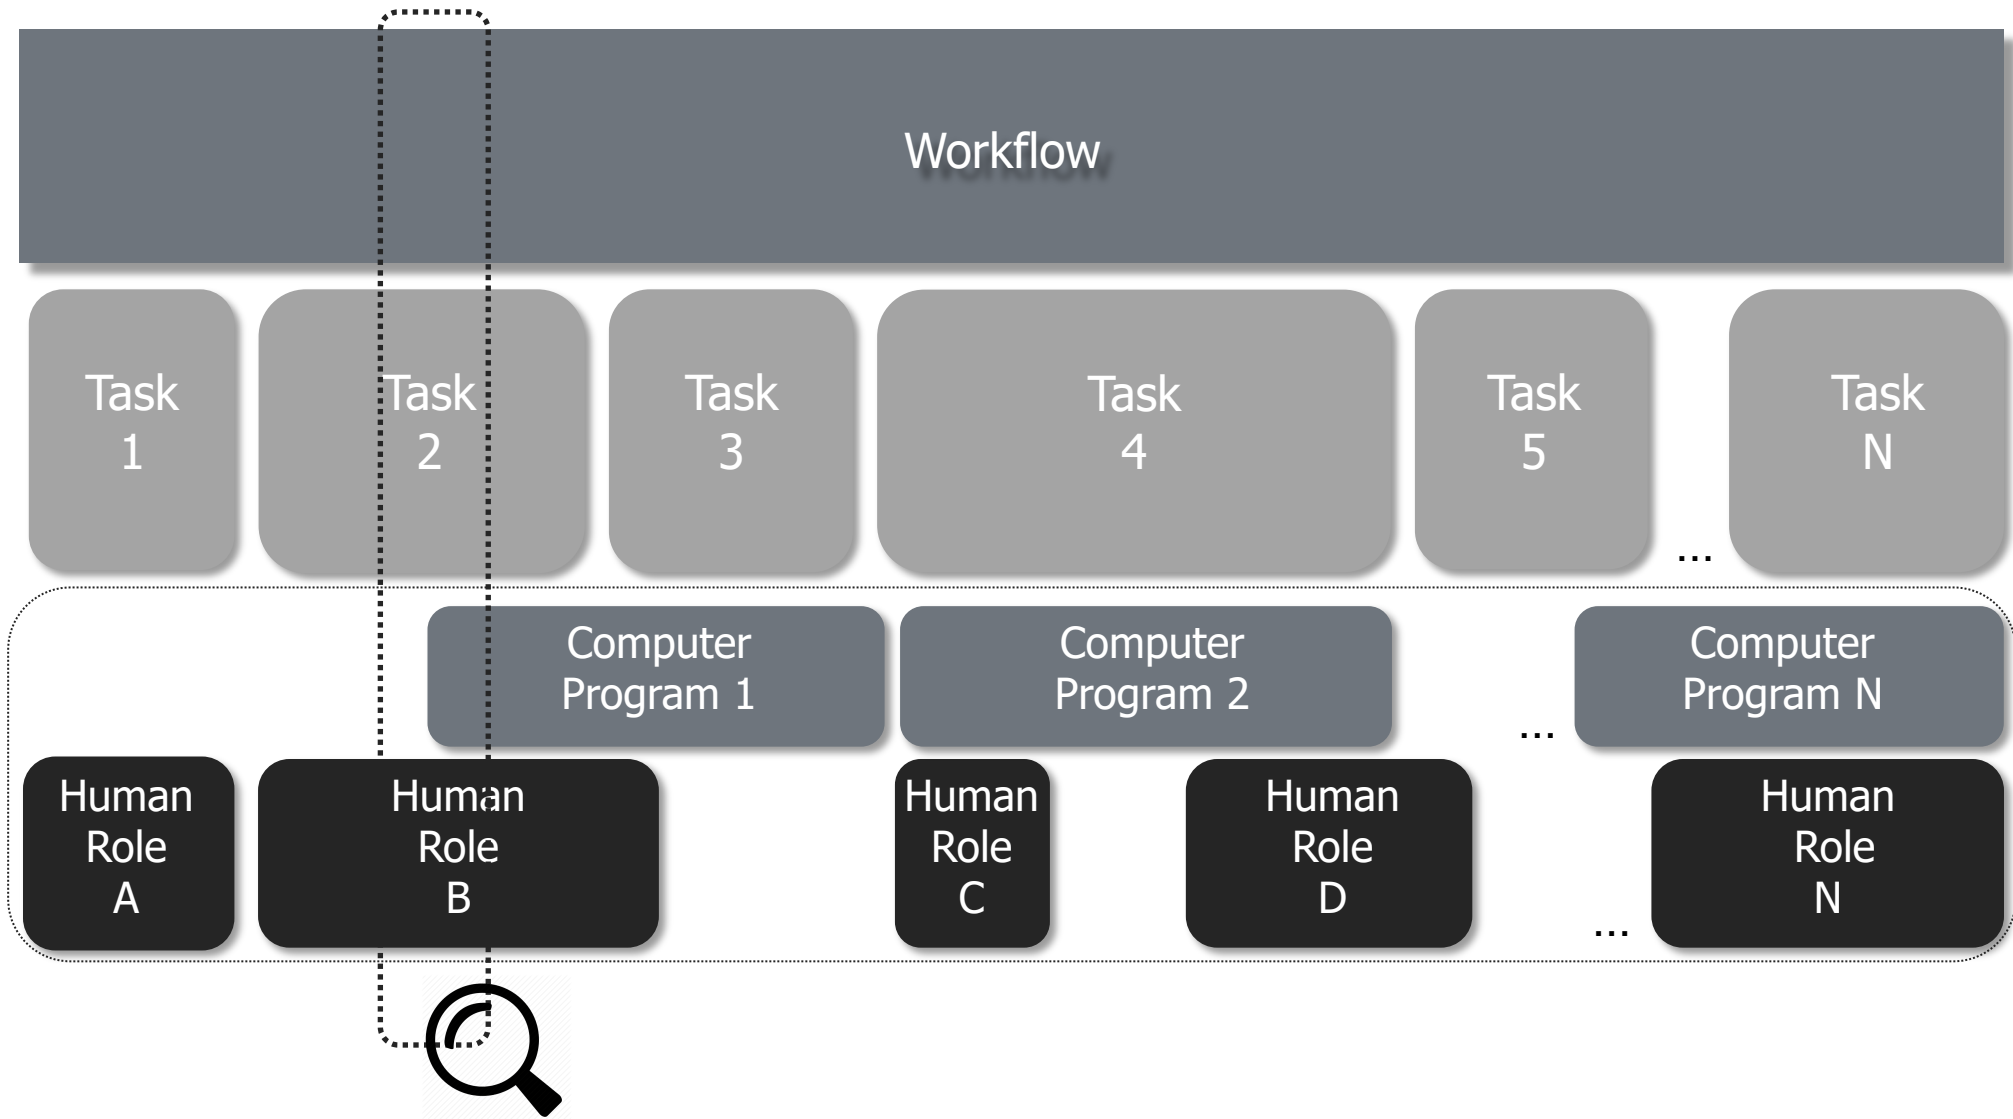 Workflow
Task
1
Task
2
Task
3
Task
4
Task
5
...
Task
N
Computer
Program 1
Computer
Program 2
...
Computer
Program N
Human
Role
A
Human
Role
B
Human
Role
C
Human
Role
D
...
Human
Role
N